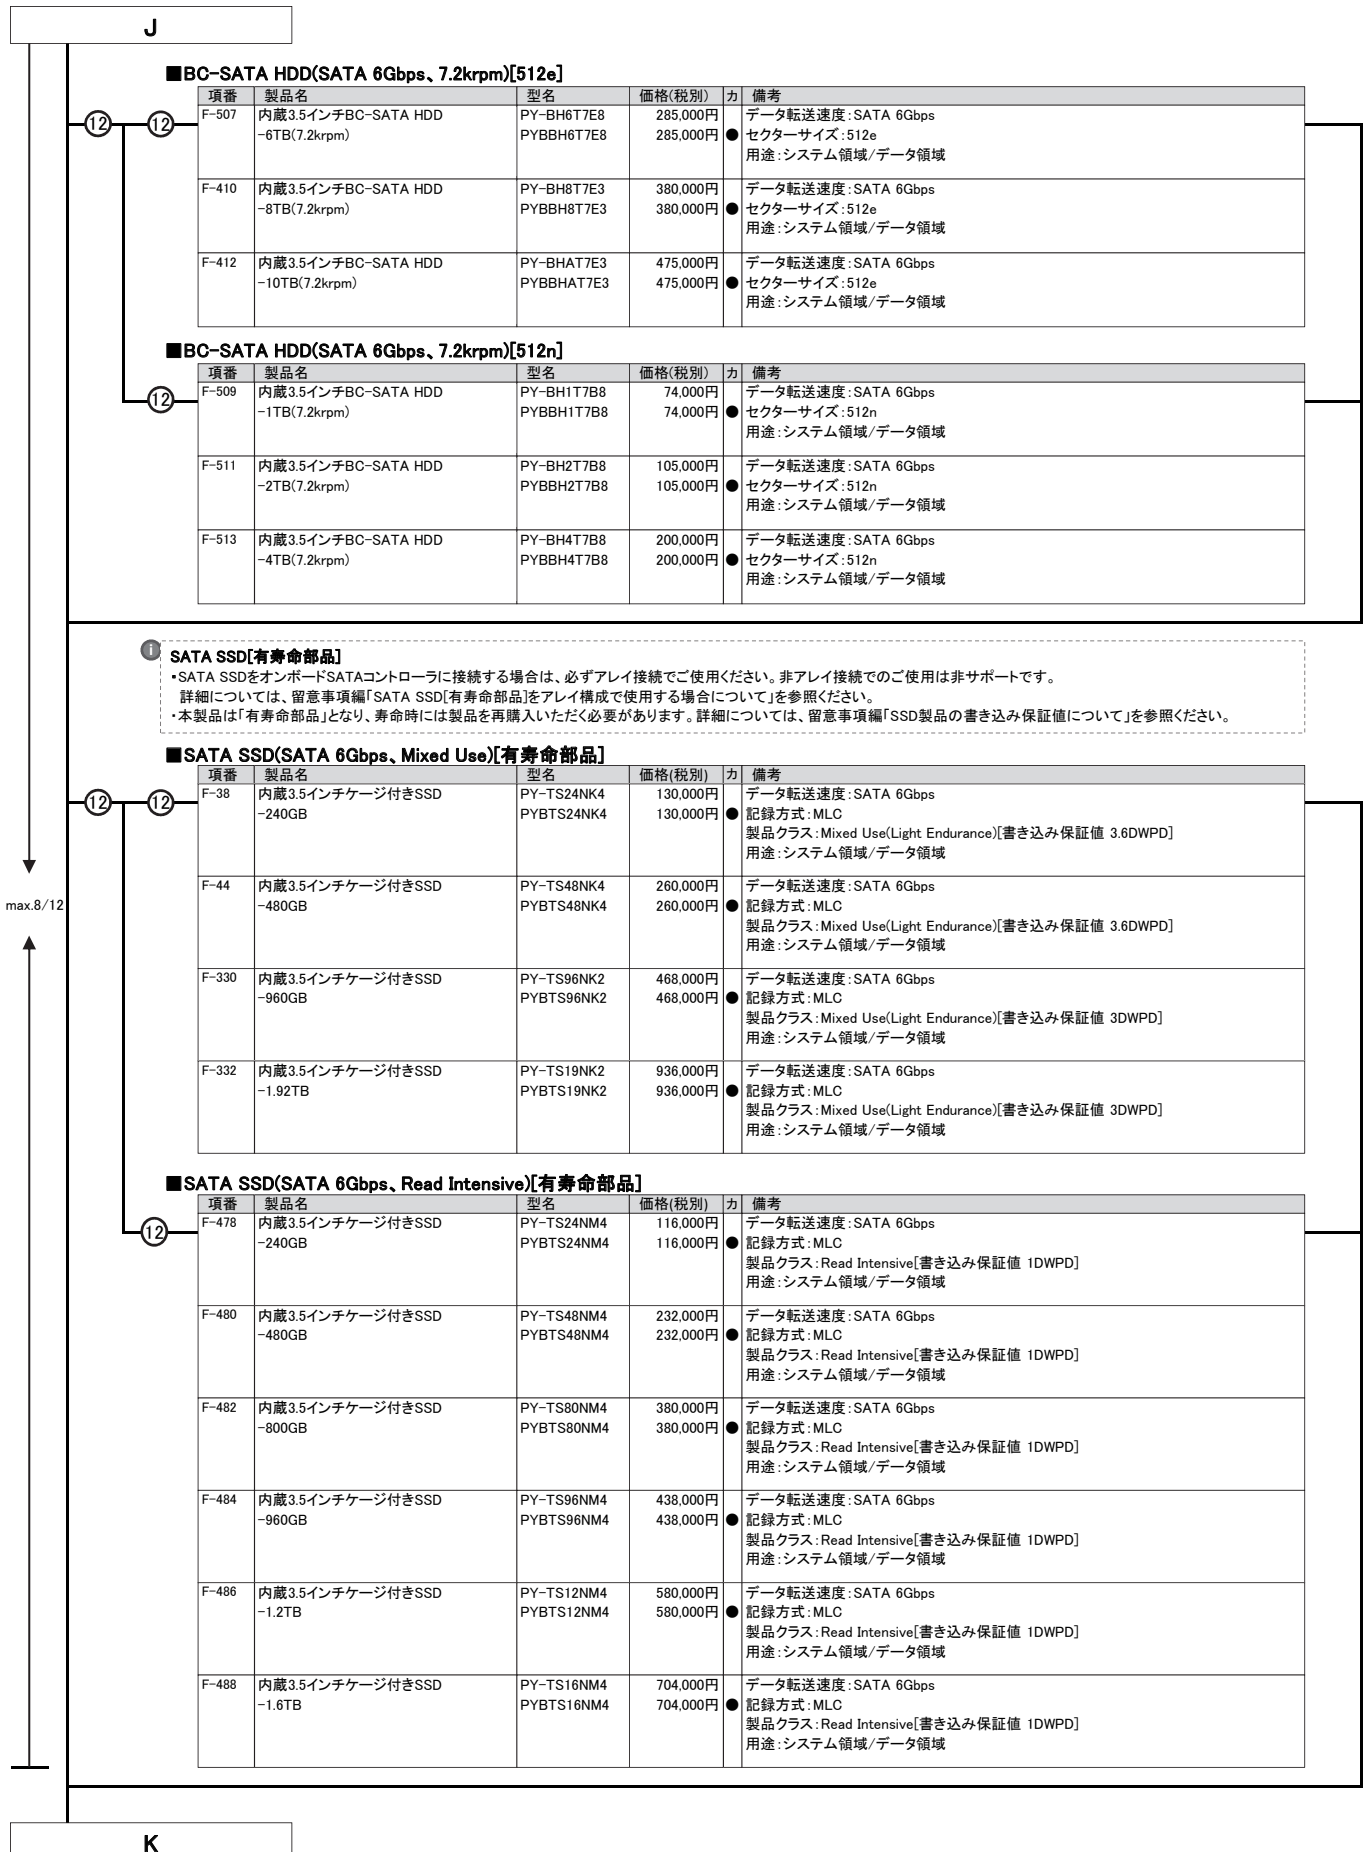 J
■BC-SATA HDD(SATA 6Gbps、7.2krpm)[512e]
項番 製品名 型名 価格(税別) カ 備考
F-507 内蔵3.5インチBC-SATA HDD PY-BH6T7E8 285,000円 データ転送速度:SATA 6Gbps
⑫ ⑫ -6TB(7.2krpm) PYBBH6T7E8 285,000円 ● セクターサイズ:512e
用途:システム領域/データ領域
F-410 内蔵3.5インチBC-SATA HDD PY-BH8T7E3 380,000円 データ転送速度:SATA 6Gbps
-8TB(7.2krpm) PYBBH8T7E3 380,000円 ● セクターサイズ:512e
用途:システム領域/データ領域
F-412 内蔵3.5インチBC-SATA HDD PY-BHAT7E3 475,000円 データ転送速度:SATA 6Gbps
-10TB(7.2krpm) PYBBHAT7E3 475,000円 ● セクターサイズ:512e
用途:システム領域/データ領域
■BC-SATA HDD(SATA 6Gbps、7.2krpm)[512n]
項番 製品名 型名 価格(税別) カ 備考
F-509 内蔵3.5インチBC-SATA HDD PY-BH1T7B8 74,000円 データ転送速度:SATA 6Gbps
⑫ -1TB(7.2krpm) PYBBH1T7B8 74,000円 ● セクターサイズ:512n
用途:システム領域/データ領域
F-511 内蔵3.5インチBC-SATA HDD PY-BH2T7B8 105,000円 データ転送速度:SATA 6Gbps
-2TB(7.2krpm) PYBBH2T7B8 105,000円 ● セクターサイズ:512n
用途:システム領域/データ領域
F-513 内蔵3.5インチBC-SATA HDD PY-BH4T7B8 200,000円 データ転送速度:SATA 6Gbps
-4TB(7.2krpm) PYBBH4T7B8 200,000円 ● セクターサイズ:512n
用途:システム領域/データ領域
i SATA SSD[有寿命部品]
・SATA SSDをオンボードSATAコントローラに接続する場合は、必ずアレイ接続でご使用ください。非アレイ接続でのご使用は非サポートです。
詳細については、留意事項編「SATA SSD[有寿命部品]をアレイ構成で使用する場合について」を参照ください。
・本製品は「有寿命部品」となり、寿命時には製品を再購入いただく必要があります。詳細については、留意事項編「SSD製品の書き込み保証値について」を参照ください。
■SATA SSD(SATA 6Gbps、Mixed Use)[有寿命部品]
項番 製品名 型名 価格(税別) カ 備考
F-38 内蔵3.5インチケージ付きSSD PY-TS24NK4 130,000円 データ転送速度:SATA 6Gbps
⑫ ⑫ -240GB PYBTS24NK4 130,000円 ● 記録方式:MLC
製品クラス:Mixed Use(Light Endurance)[書き込み保証値 3.6DWPD]
用途:システム領域/データ領域
F-44 内蔵3.5インチケージ付きSSD PY-TS48NK4 260,000円 データ転送速度:SATA 6Gbps
max.8/12 -480GB PYBTS48NK4 260,000円 ● 記録方式:MLC
製品クラス:Mixed Use(Light Endurance)[書き込み保証値 3.6DWPD]
用途:システム領域/データ領域
F-330 内蔵3.5インチケージ付きSSD PY-TS96NK2 468,000円 データ転送速度:SATA 6Gbps
-960GB PYBTS96NK2 468,000円 ● 記録方式:MLC
製品クラス:Mixed Use(Light Endurance)[書き込み保証値 3DWPD]
用途:システム領域/データ領域
F-332 内蔵3.5インチケージ付きSSD PY-TS19NK2 936,000円 データ転送速度:SATA 6Gbps
-1.92TB PYBTS19NK2 936,000円 ● 記録方式:MLC
製品クラス:Mixed Use(Light Endurance)[書き込み保証値 3DWPD]
用途:システム領域/データ領域
■SATA SSD(SATA 6Gbps、Read Intensive)[有寿命部品]
項番 製品名 型名 価格(税別) カ 備考
F-478 内蔵3.5インチケージ付きSSD PY-TS24NM4 116,000円 データ転送速度:SATA 6Gbps
⑫ -240GB PYBTS24NM4 116,000円 ● 記録方式:MLC
製品クラス:Read Intensive[書き込み保証値 1DWPD]
用途:システム領域/データ領域
F-480 内蔵3.5インチケージ付きSSD PY-TS48NM4 232,000円 データ転送速度:SATA 6Gbps
-480GB PYBTS48NM4 232,000円 ● 記録方式:MLC
製品クラス:Read Intensive[書き込み保証値 1DWPD]
用途:システム領域/データ領域
F-482 内蔵3.5インチケージ付きSSD PY-TS80NM4 380,000円 データ転送速度:SATA 6Gbps
-800GB PYBTS80NM4 380,000円 ● 記録方式:MLC
製品クラス:Read Intensive[書き込み保証値 1DWPD]
用途:システム領域/データ領域
F-484 内蔵3.5インチケージ付きSSD PY-TS96NM4 438,000円 データ転送速度:SATA 6Gbps
-960GB PYBTS96NM4 438,000円 ● 記録方式:MLC
製品クラス:Read Intensive[書き込み保証値 1DWPD]
用途:システム領域/データ領域
F-486 内蔵3.5インチケージ付きSSD PY-TS12NM4 580,000円 データ転送速度:SATA 6Gbps
-1.2TB PYBTS12NM4 580,000円 ● 記録方式:MLC
製品クラス:Read Intensive[書き込み保証値 1DWPD]
用途:システム領域/データ領域
F-488 内蔵3.5インチケージ付きSSD PY-TS16NM4 704,000円 データ転送速度:SATA 6Gbps
-1.6TB PYBTS16NM4 704,000円 ● 記録方式:MLC
製品クラス:Read Intensive[書き込み保証値 1DWPD]
用途:システム領域/データ領域
K